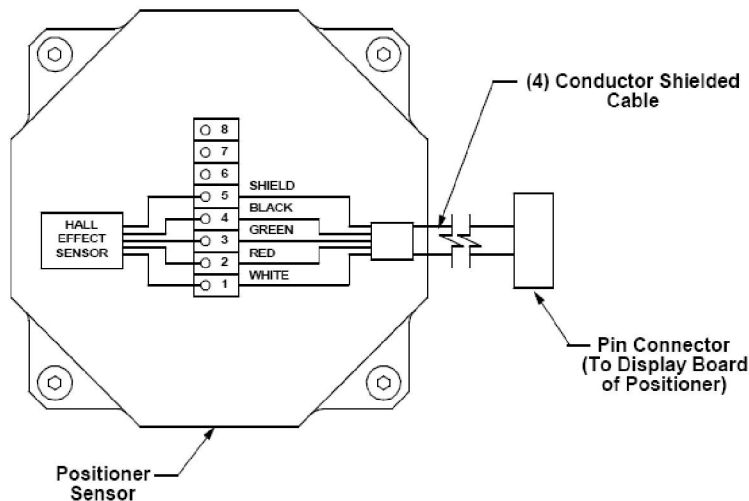 (4) Conductor Shielded
Cable
8
7
6
5 SHIELD
4 BLACK
3 GREEN
2 RED
1 WHITE
HALL
EFFECT
SENSOR
Pin Connector
(To Display Board
of Positioner)
Positioner
Sensor